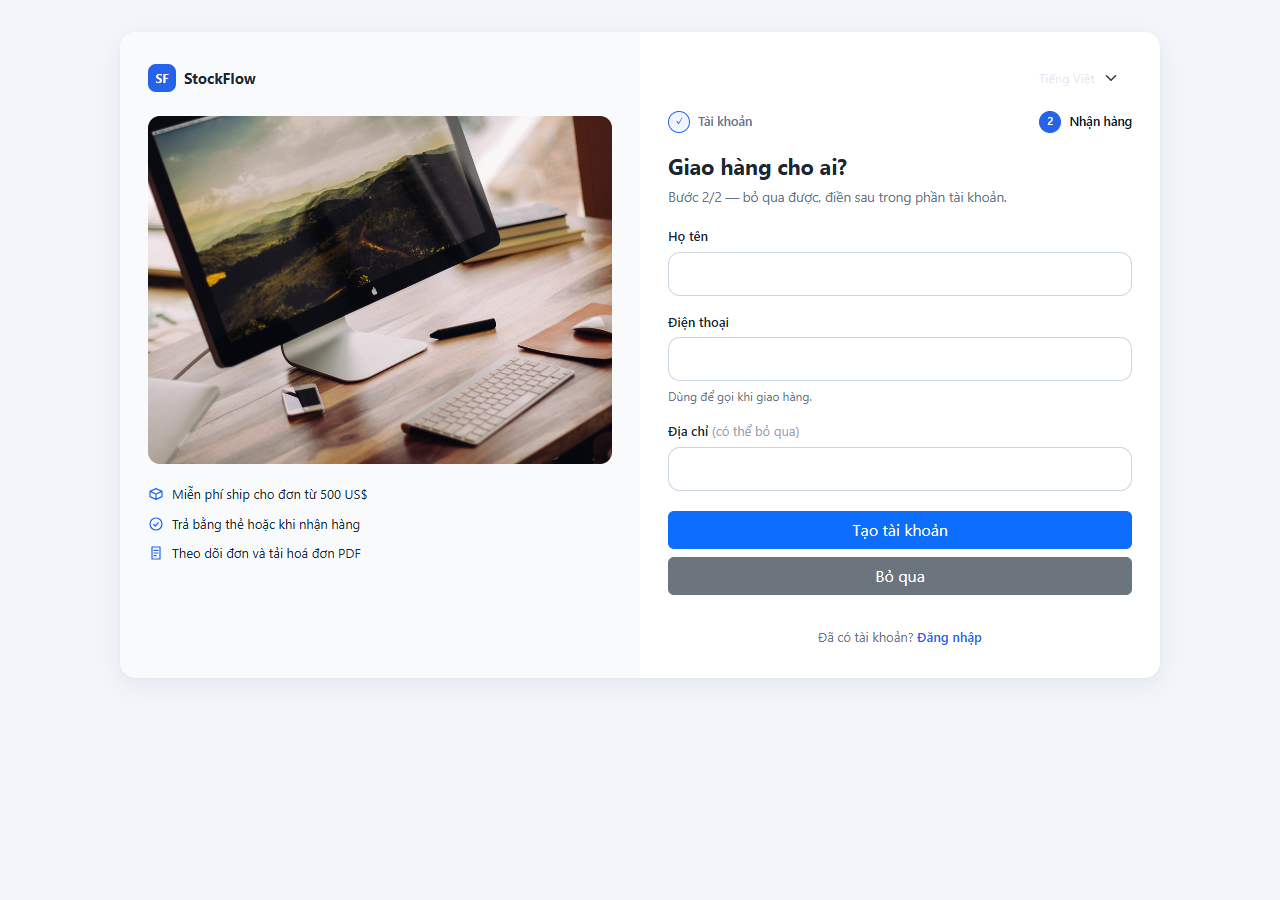 SF StockFlow
Tiếng Việt
✓ Tài khoản
2 Nhận hàng
Giao hàng cho ai?
Bước 2/2 — bỏ qua được, điền sau trong phần tài khoản.
Họ tên
Điện thoại
Dùng để gọi khi giao hàng.
Địa chỉ (có thể bỏ qua)
Tạo tài khoản
Bỏ qua
Đã có tài khoản? Đăng nhập
Miễn phí ship cho đơn từ 500 US$
Trả bằng thẻ hoặc khi nhận hàng
Theo dõi đơn và tải hoá đơn PDF